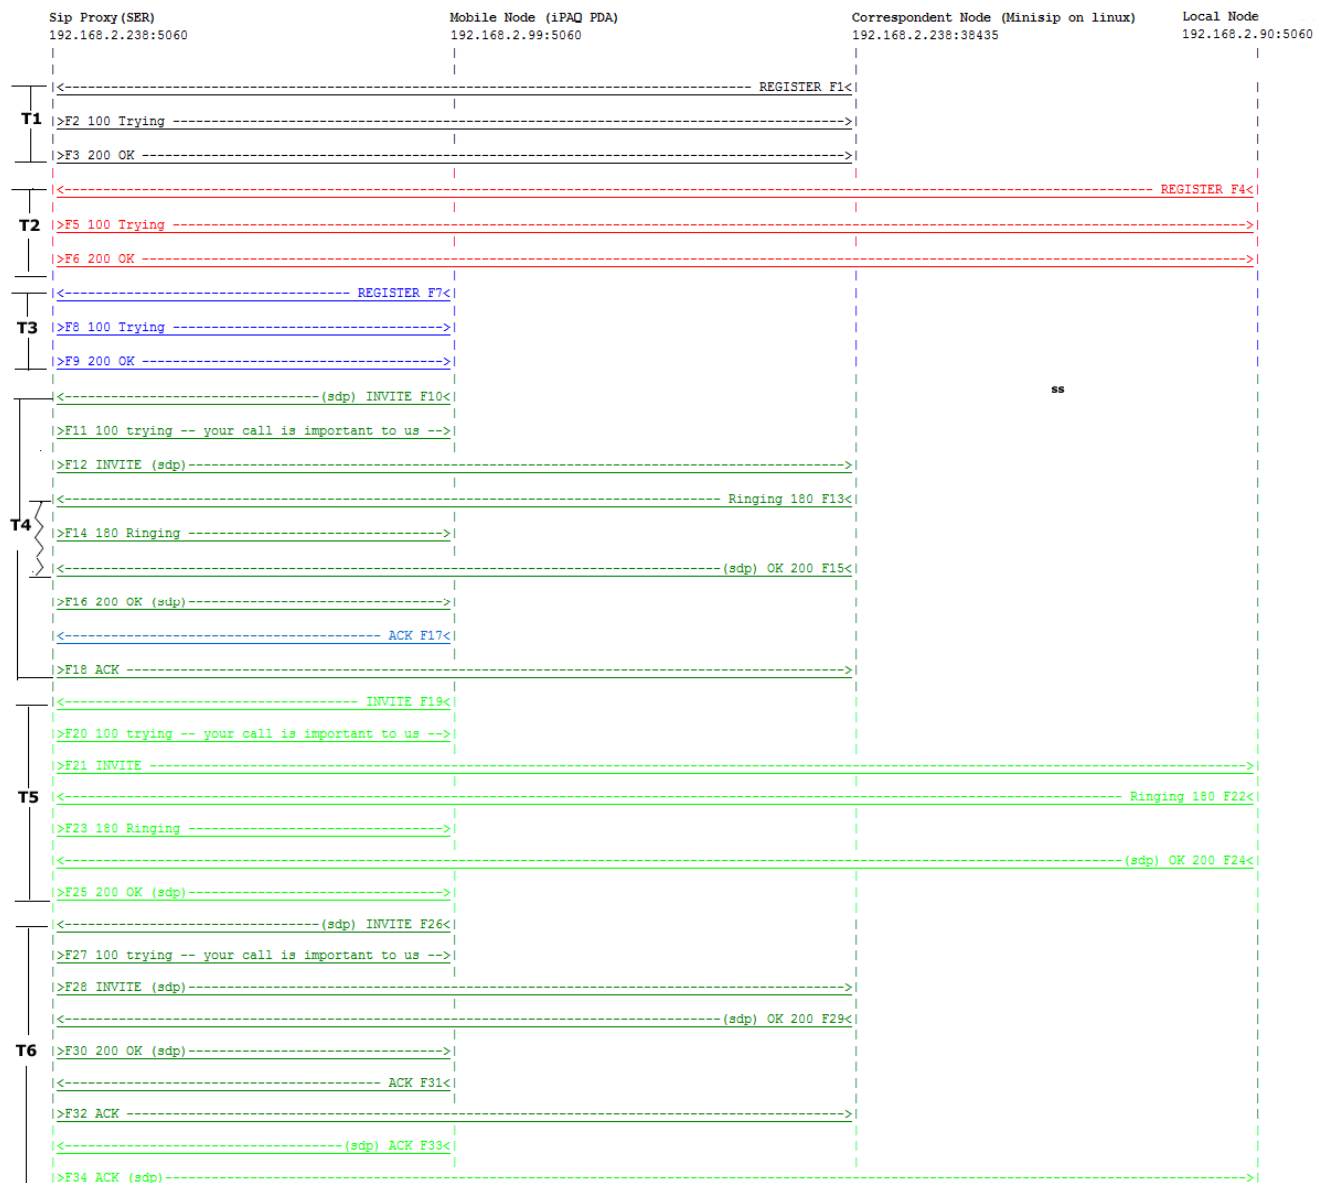 Sip Proxy(SER) Mobile Node (iPAQ PDA) Correspondent Node (Minisip on linux) Local Node
192.168.2.238:5060 192.168.2.99:5060 192.168.2.238:38435 192.168.2.90:5060
REGISTER F1
T1
F2 100 Trying
F3 200 OK
REGISTER F4
T2
F5 100 Trying
F6 200 OK
REGISTER F7
T3
F8 100 Trying
F9 200 OK
ss
(sdp) INVITE F10
F11 100 trying -- your call is important to us
F12 INVITE (sdp)
Ringing 180 F13
T4
F14 180 Ringing
(sdp) OK 200 F15
F16 200 OK (sdp)
ACK F17
F18 ACK
INVITE F19
F20 100 trying -- your call is important to us
F21 INVITE
T5
Ringing 180 F22
F23 180 Ringing
(sdp) OK 200 F24
F25 200 OK (sdp)
(sdp) INVITE F26
F27 100 trying -- your call is important to us
F28 INVITE (sdp)
(sdp) OK 200 F29
T6
F30 200 OK (sdp)
ACK F31
F32 ACK
(sdp) ACK F33
F34 ACK (sdp)